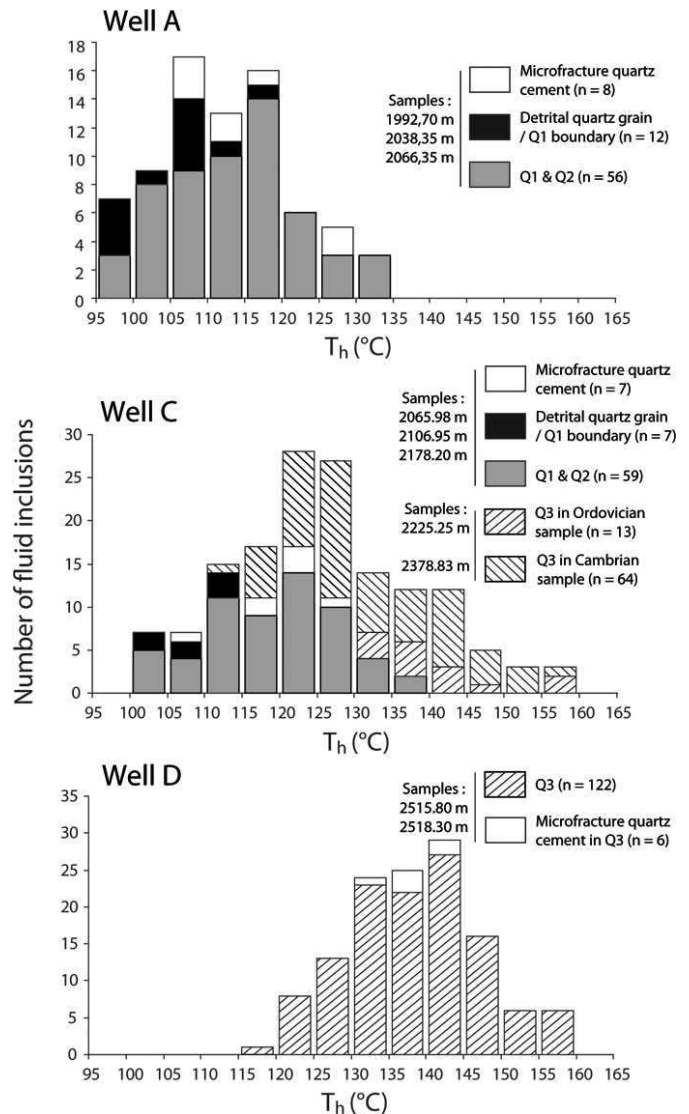 Well A
18
16
14
12
10
8
6
4
2
0
95 100 105 110 115 120 125 130 135 140 145 150 155 160 165
Th (°C)
Samples :
1992,70 m
2038,35 m
2066,35 m
Microfracture quartz
cement (n = 8)
Detrital quartz grain
/ Q1 boundary (n = 12)
Q1 & Q2 (n = 56)
Number of fluid inclusions
Well C
30
25
20
15
10
5
0
95 100 105 110 115 120 125 130 135 140 145 150 155 160 165
Th (°C)
Samples :
2065.98 m
2106.95 m
2178.20 m
Microfracture quartz
cement (n = 7)
Detrital quartz grain
/ Q1 boundary (n = 7)
Q1 & Q2 (n = 59)
Samples :
2225.25 m
2378.83 m
Q3 in Ordovician
sample (n = 13)
Q3 in Cambrian
sample (n = 64)
Well D
35
30
25
20
15
10
5
0
95 100 105 110 115 120 125 130 135 140 145 150 155 160 165
Th (°C)
Samples :
2515.80 m
2518.30 m
Q3 (n = 122)
Microfracture quartz
cement in Q3 (n = 6)